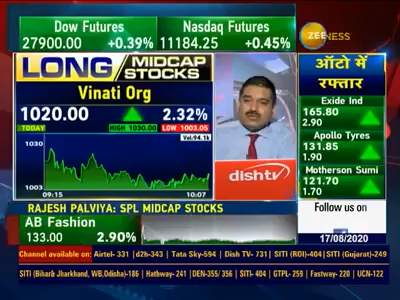 Dow Futures
27900.00 +0.39%
Nasdaq Futures
11184.25 +0.45%
ZEE BUSINESS
LONG / MIDCAP STOCKS
Vinati Org
1020.00 2.32%
TODAY HIGH 1030.00 LOW 1003.05
Vol:94.1k
1030
1003
09:15 10:07
dishtv
ऑटो में
रफ्तार
Exide Ind
165.80
2.90
Apollo Tyres
131.85
1.90
Motherson Sumi
121.70
1.70
RAJESH PALVIYA: SPL MIDCAP STOCKS
AB Fashion
133.00 2.90%
Follow us on
17/08/2020
Channel available on: Airtel- 331 | d2h-343 | Tata Sky-594 | Dish TV- 731 | SITI (ROI)-404 | SITI (Gujarat)-249
SITI (Bihar& Jharkhand, WB,Odisha)-186 | Hathway- 241 | DEN-355/ 356 | SITI- 404 | GTPL- 259 | Fastway- 220 | UCN-122